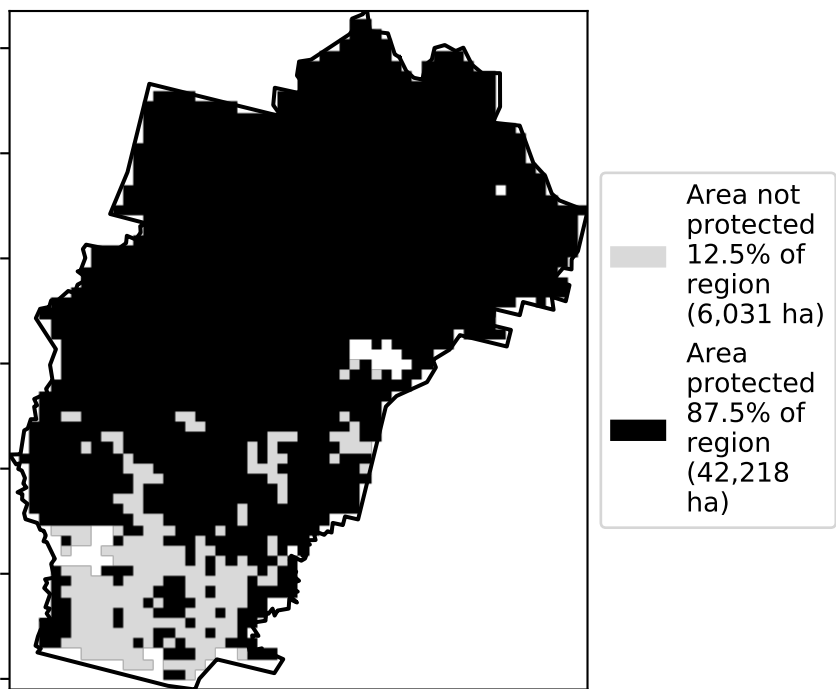 Area not
protected
12.5% of
region
(6,031 ha)
Area
protected
87.5% of
region
(42,218
ha)